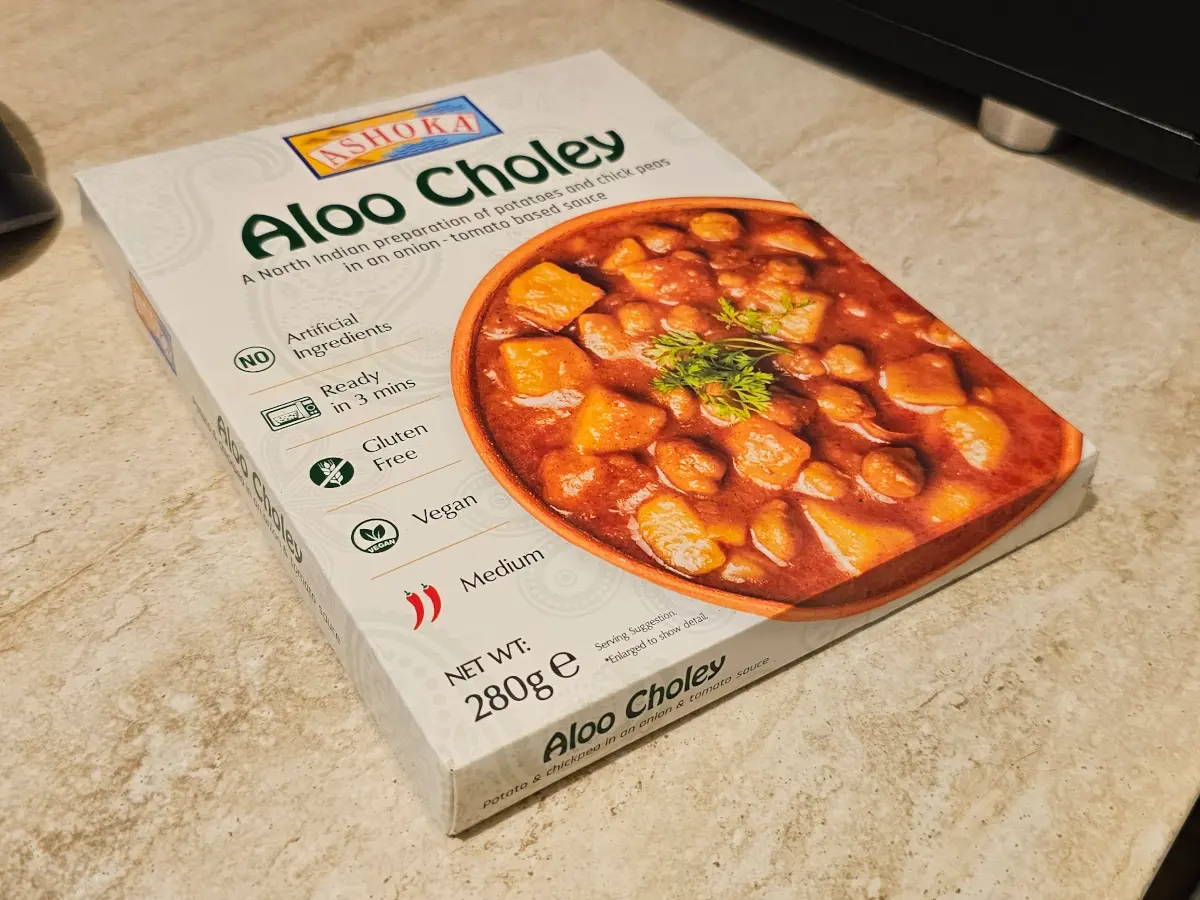 ASHOKA
Aloo Choley
A North Indian preparation of potatoes and chick peas
in an onion - tomato based sauce
NO
Artificial
Ingredients
Ready
in 3 mins
Gluten
Free
VEGAN
Vegan
Medium
NET WT:
280g e
Serving Suggestion.
*Enlarged to show detail.
Aloo Choley
Potato & chickpea in an onion & tomato sauce
Aloo Choley